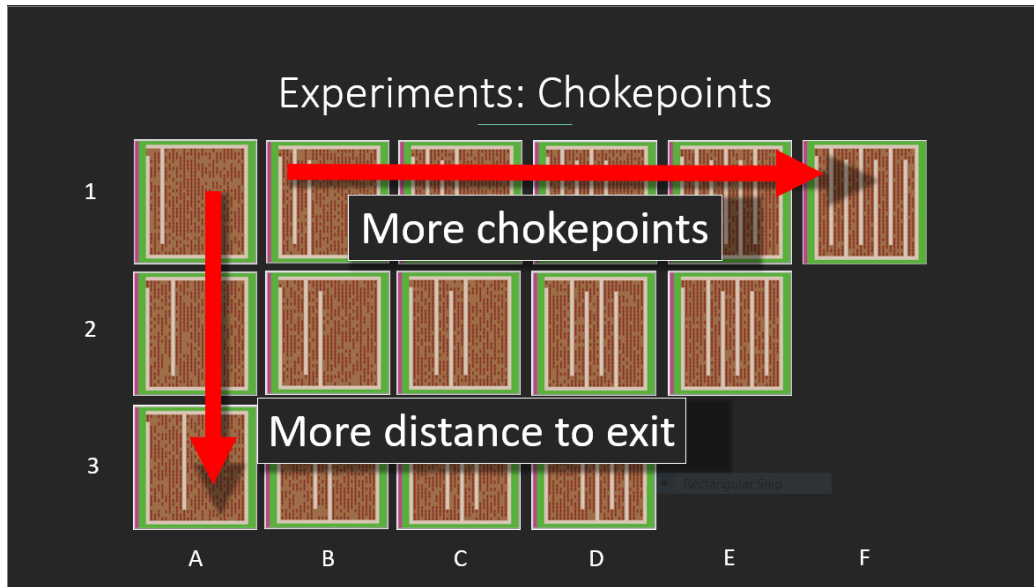 Experiments: Chokepoints
1
More chokepoints
2
More distance to exit
3
Rectangular Snip
A B C D E F